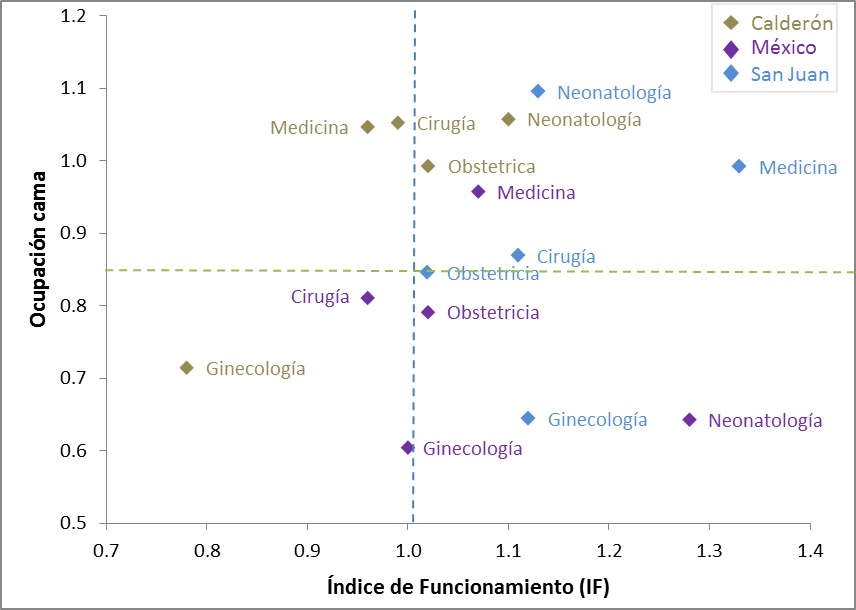 1.2
Calderón
México
San Juan
1.1
Neonatología
Medicina
Cirugía
Neonatología
1.0
Obstetrica
Medicina
Medicina
Ocupación cama
0.9
Cirugía
Obstetricia
0.8
Cirugía
Obstetricia
0.7
Ginecología
Ginecología
Neonatología
0.6
Ginecología
0.5
0.7 0.8 0.9 1.0 1.1 1.2 1.3 1.4
Índice de Funcionamiento (IF)